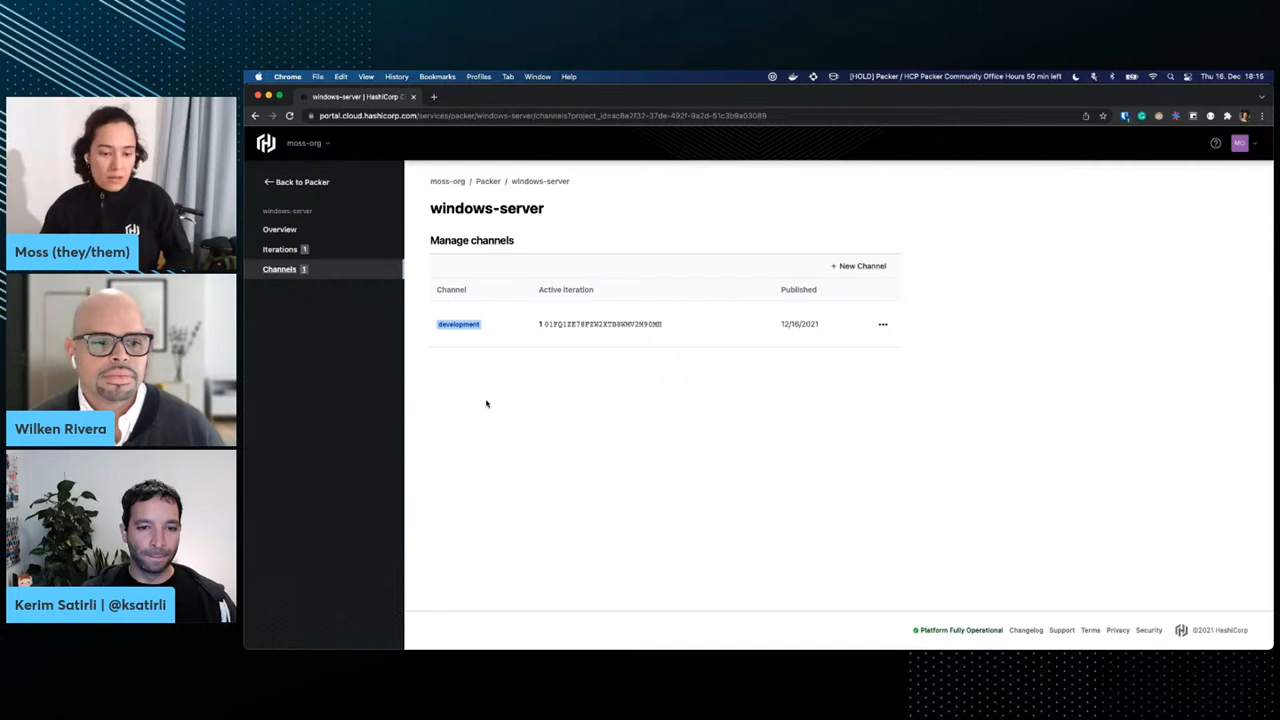 Chrome File Edit View History Bookmarks Profiles Tab Window Help
[HOLD] Packer / HCP Packer Community Office Hours 50 min left
Thu 16. Dec 18:15
windows-server | HashiCorp C
portal.cloud.hashicorp.com/services/packer/windows-server/channels?project_id=ac6e2f32-37de-492f-9a2d-51c3b9a03089
moss-org
MO
Back to Packer
windows-server
Overview
Iterations 1
Channels 1
moss-org / Packer / windows-server
windows-server
Manage channels
+ New Channel
Channel Active iteration Published
development 1 12/16/2021
Platform Fully Operational Changelog Support Terms Privacy Security ©2021 HashiCorp
Moss (they/them)
Wilken Rivera
Kerim Satirli | @ksatirli